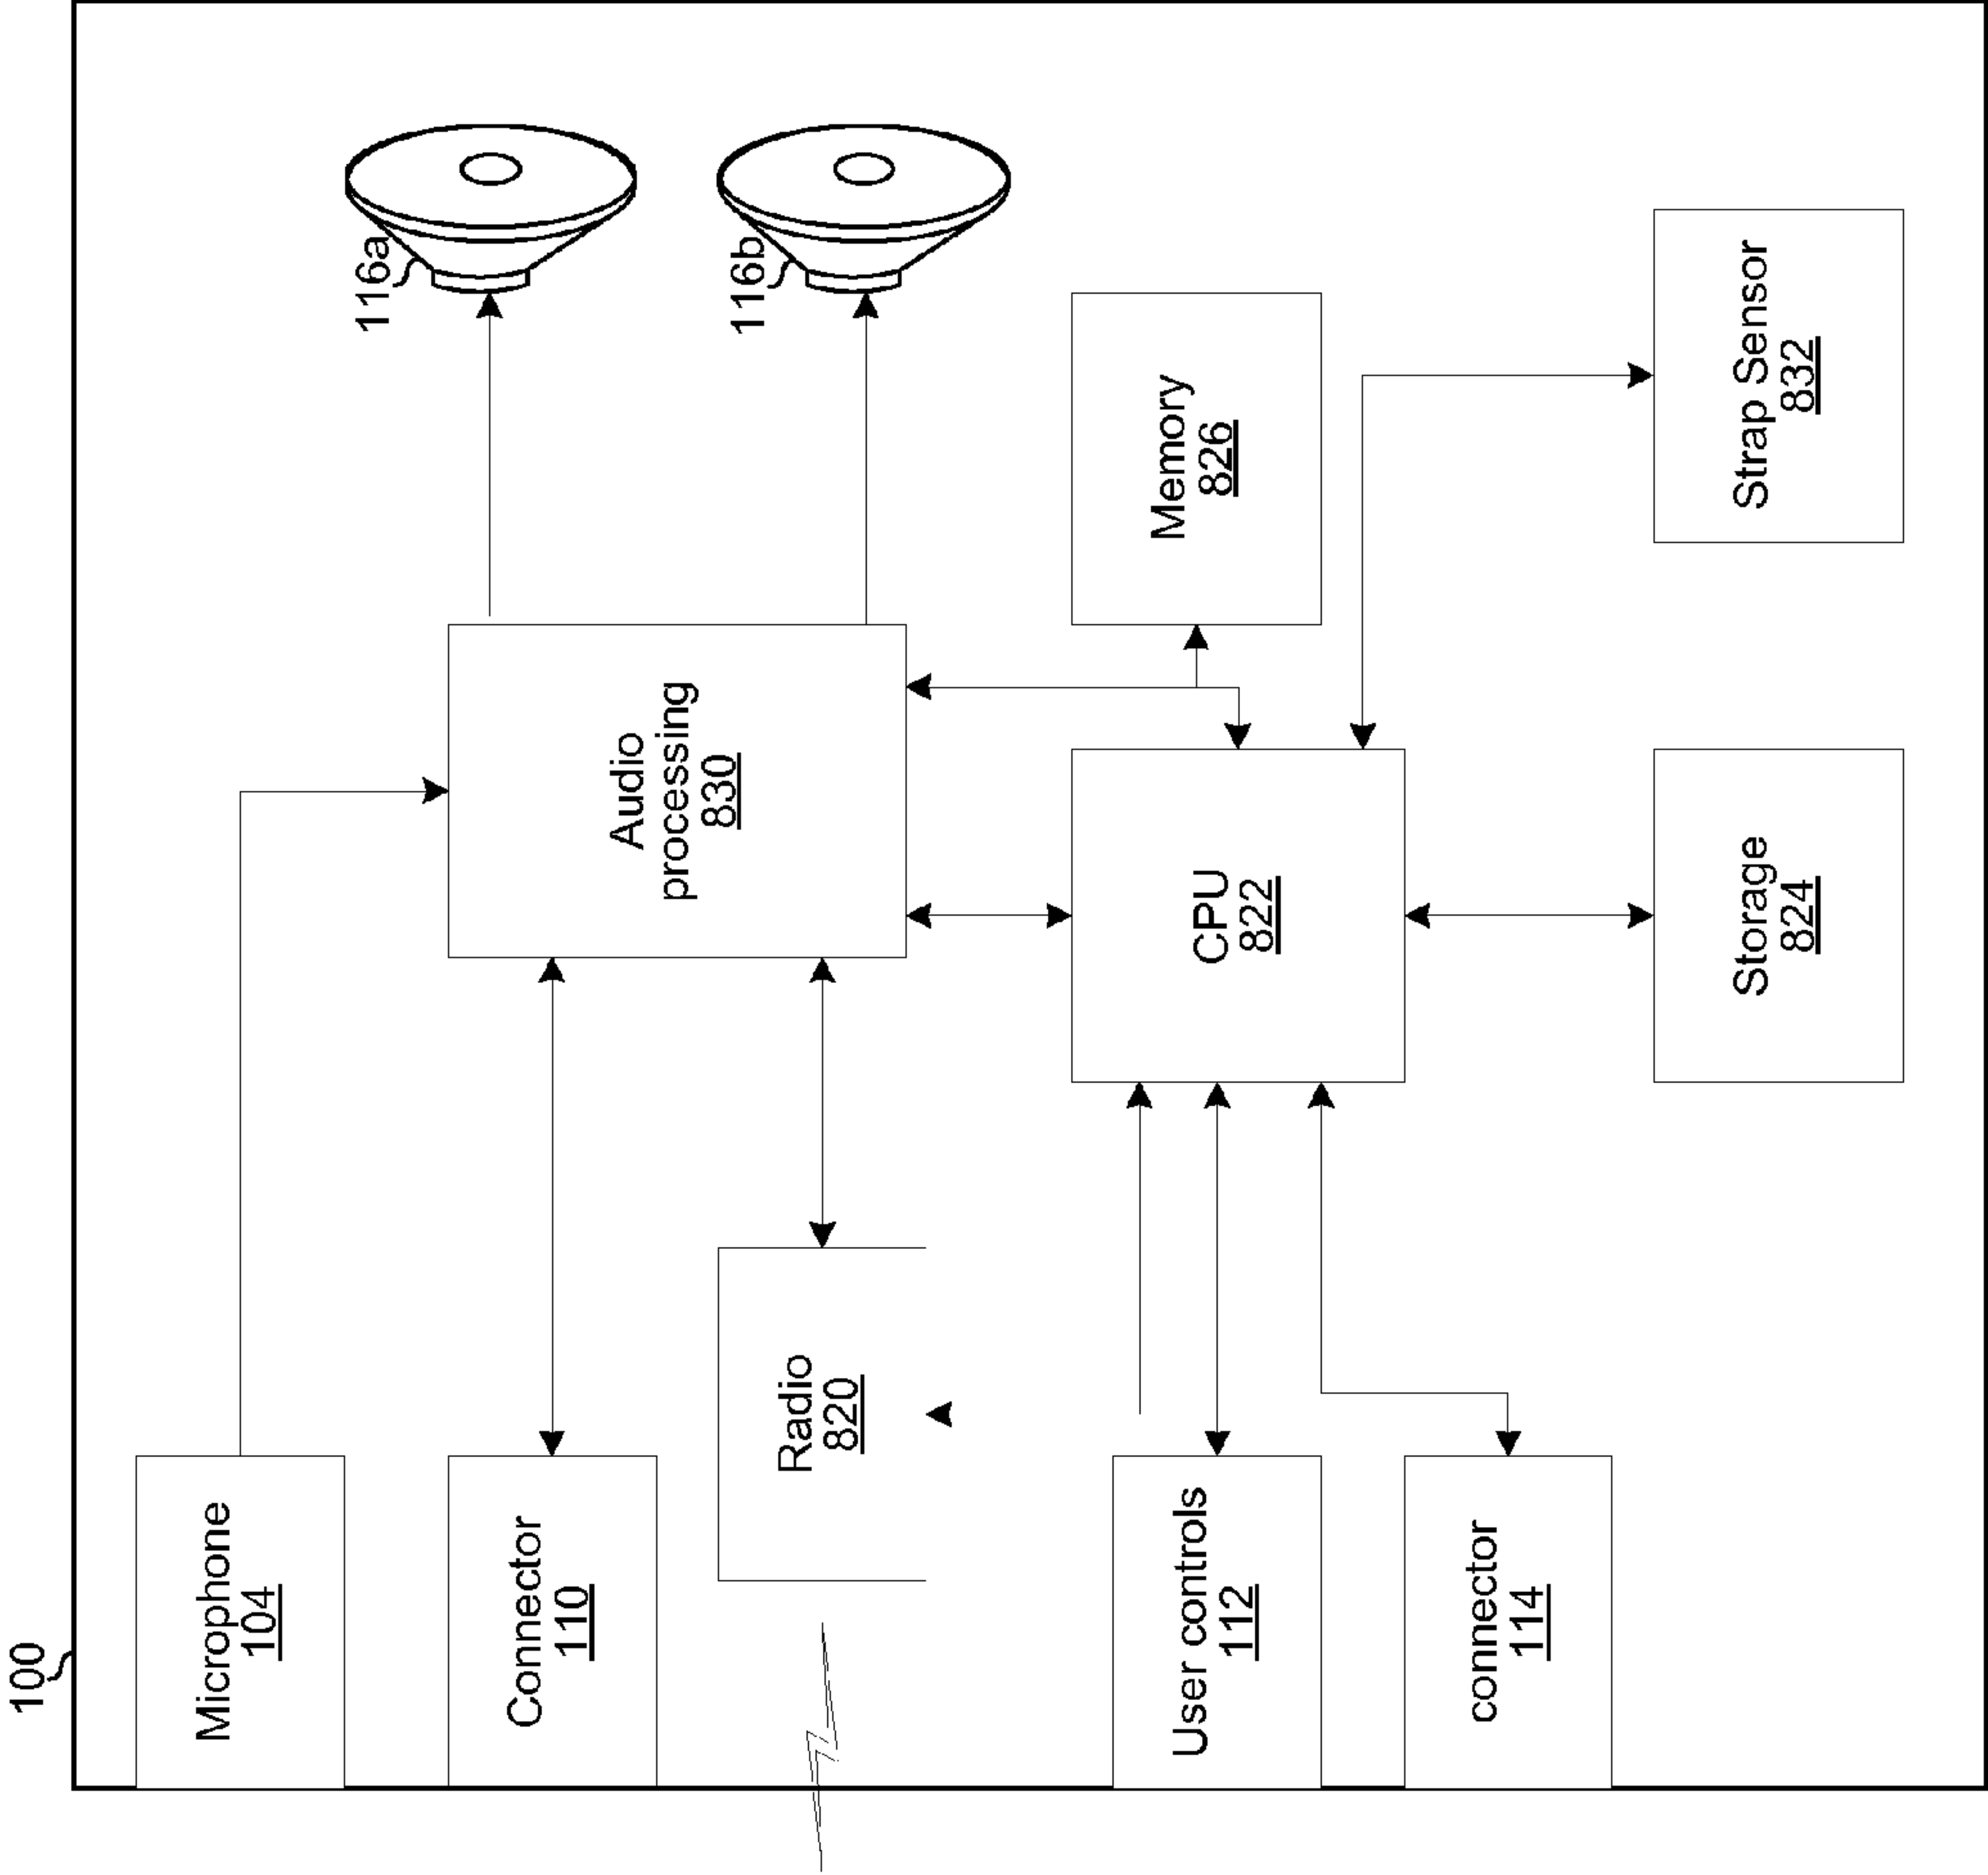 100
Microphone
104
Connector
110
Radio
820
User controls
112
connector
114
Audio
processing
830
CPU
822
Storage
824
Memory
826
Strap Sensor
832
116a
116b